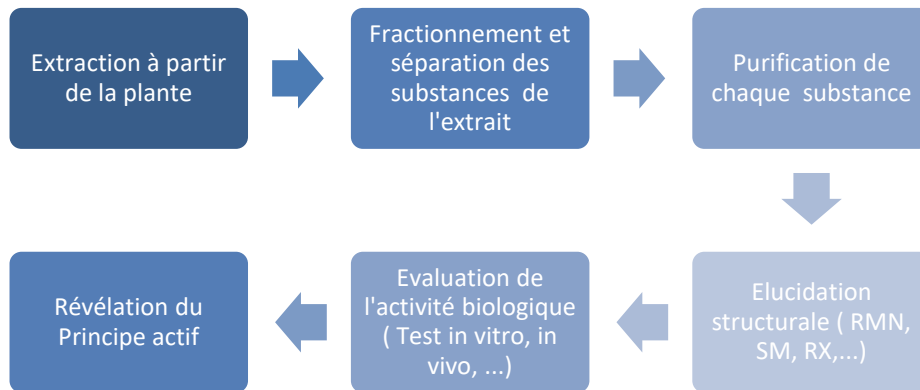 Extraction à partir
de la plante
Fractionnement et
séparation des
substances de
l'extrait
Purification de
chaque substance
Elucidation
structurale ( RMN,
SM, RX,...)
Evaluation de
l'activité biologique
( Test in vitro, in
vivo, ...)
Révélation du
Principe actif